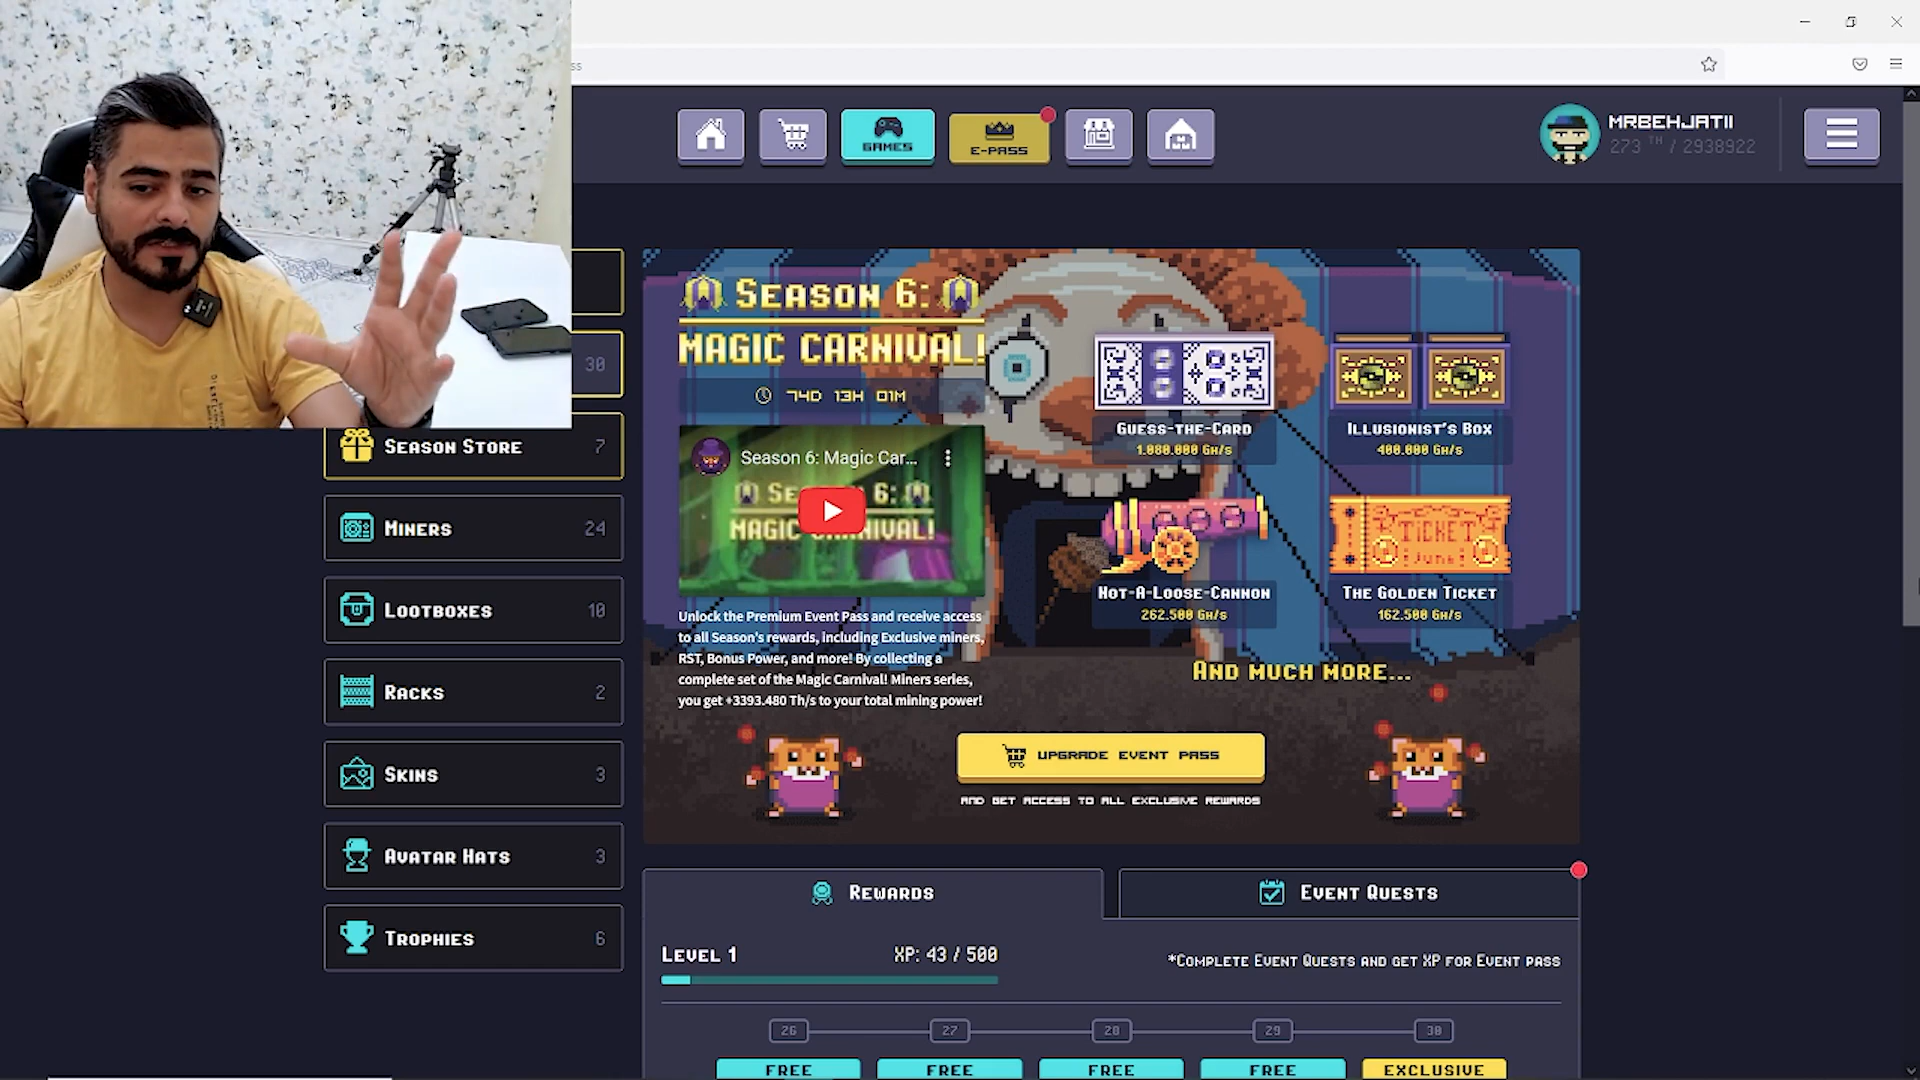 GAMES
E-PASS
MRBEHJATII
273 TH / 2938922
30
SEASON STORE 7
MINERS 24
LOOTBOXES 10
RACKS 2
SKINS 3
AVATAR HATS 3
TROPHIES 6
SEASON 6:
MAGIC CARNIVAL!
74D 13H 01M
Season 6: Magic Car...
MAGIC CARNIVAL!
Unlock the Premium Event Pass and receive access
to all Season's rewards, including Exclusive miners,
RST, Bonus Power, and more! By collecting a
complete set of the Magic Carnival! Miners series,
you get +3393.480 Th/s to your total mining power!
GUESS-THE-CARD
1.080.000 GH/S
ILLUSIONIST'S BOX
400.000 GH/S
HOT-A-LOOSE-CANNON
262.500 GH/S
TICKET
June
THE GOLDEN TICKET
162.500 GH/S
AND MUCH MORE...
UPGRADE EVENT PASS
AND GET ACCESS TO ALL EXCLUSIVE REWARDS
REWARDS
EVENT QUESTS
LEVEL 1
XP: 43 / 500
*COMPLETE EVENT QUESTS AND GET XP FOR EVENT PASS
26 27 28 29 30
FREE FREE FREE FREE EXCLUSIVE